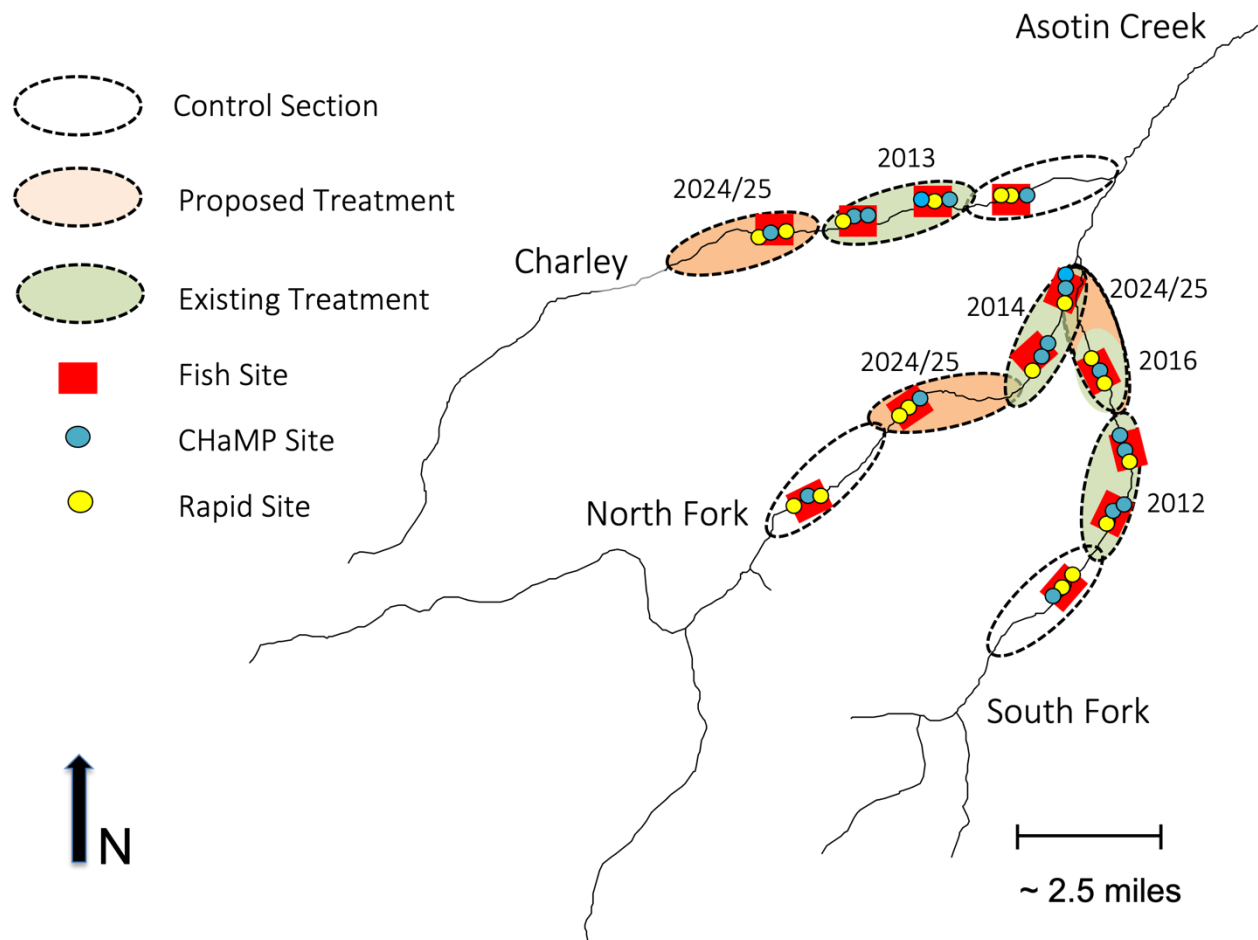 Asotin Creek
Control Section
Proposed Treatment
Existing Treatment
Fish Site
CHaMP Site
Rapid Site
2013
2024/25
Charley
2024/25
2014
2016
2024/25
2012
North Fork
South Fork
N
~ 2.5 miles